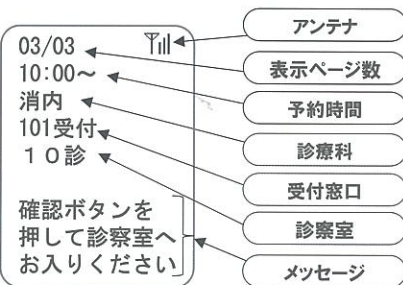 03/03
10:00～
消内
101受付
１０診
確認ボタンを
押して診察室へ
お入りください
アンテナ
表示ページ数
予約時間
診療科
受付窓口
診察室
メッセージ